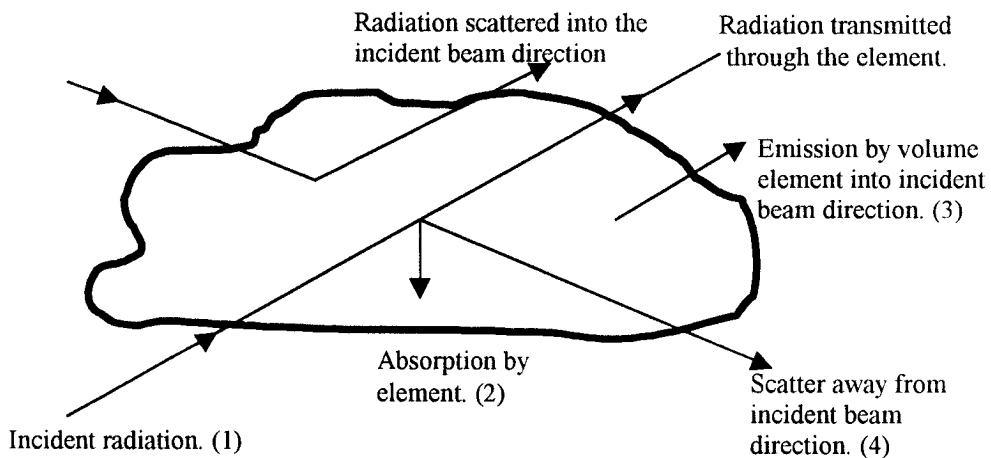 Radiation scattered into the
incident beam direction
Radiation transmitted
through the element.
Emission by volume
element into incident
beam direction. (3)
Absorption by
element. (2)
Scatter away from
incident beam
direction. (4)
Incident radiation. (1)